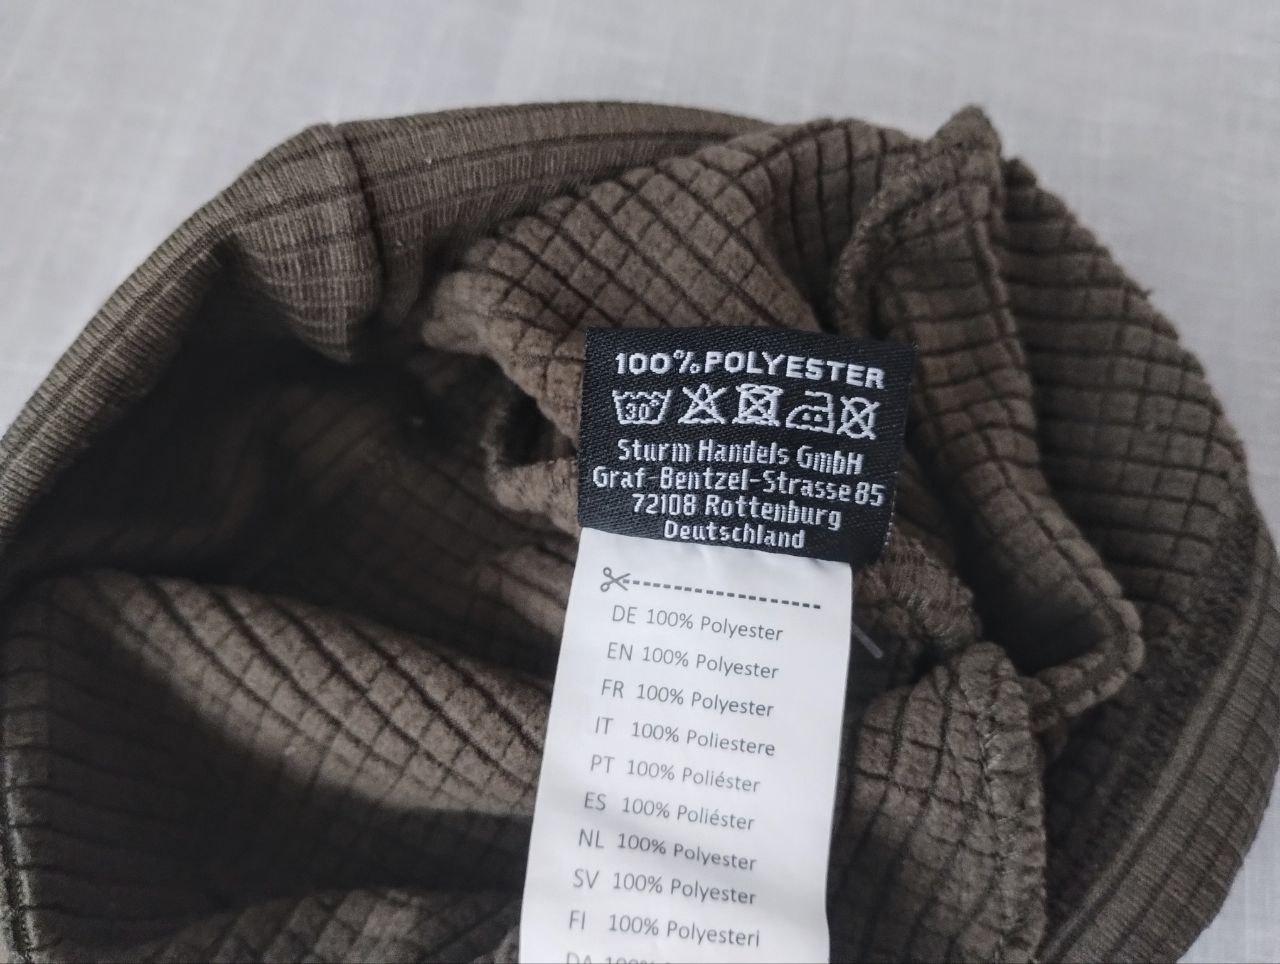 100% POLYESTER
30°
Sturm Handels GmbH
Graf-Bentzel-Strasse 85
72108 Rottenburg
Deutschland
DE 100% Polyester
EN 100% Polyester
FR 100% Polyester
IT 100% Poliestere
PT 100% Poliéster
ES 100% Poliéster
NL 100% Polyester
SV 100% Polyester
FI 100% Polyesteri
DA 100%